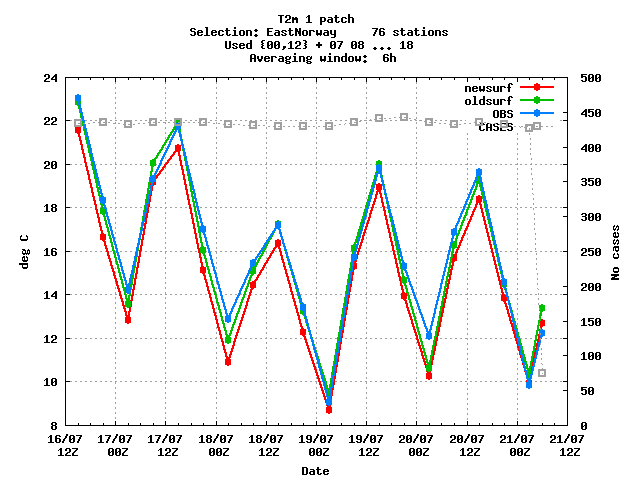 T2m 1 patch
Selection: EastNorway 76 stations
Used {00,12} + 07 08 ... 18
Averaging window: 6h
24
22
20
18
16
14
12
10
8
deg C
500
450
400
350
300
250
200
150
100
50
0
No cases
newsurf
oldsurf
OBS
CASES
16/07 17/07 17/07 18/07 18/07 19/07 19/07 20/07 20/07 21/07 21/07
12Z 00Z 12Z 00Z 12Z 00Z 12Z 00Z 12Z 00Z 12Z
Date